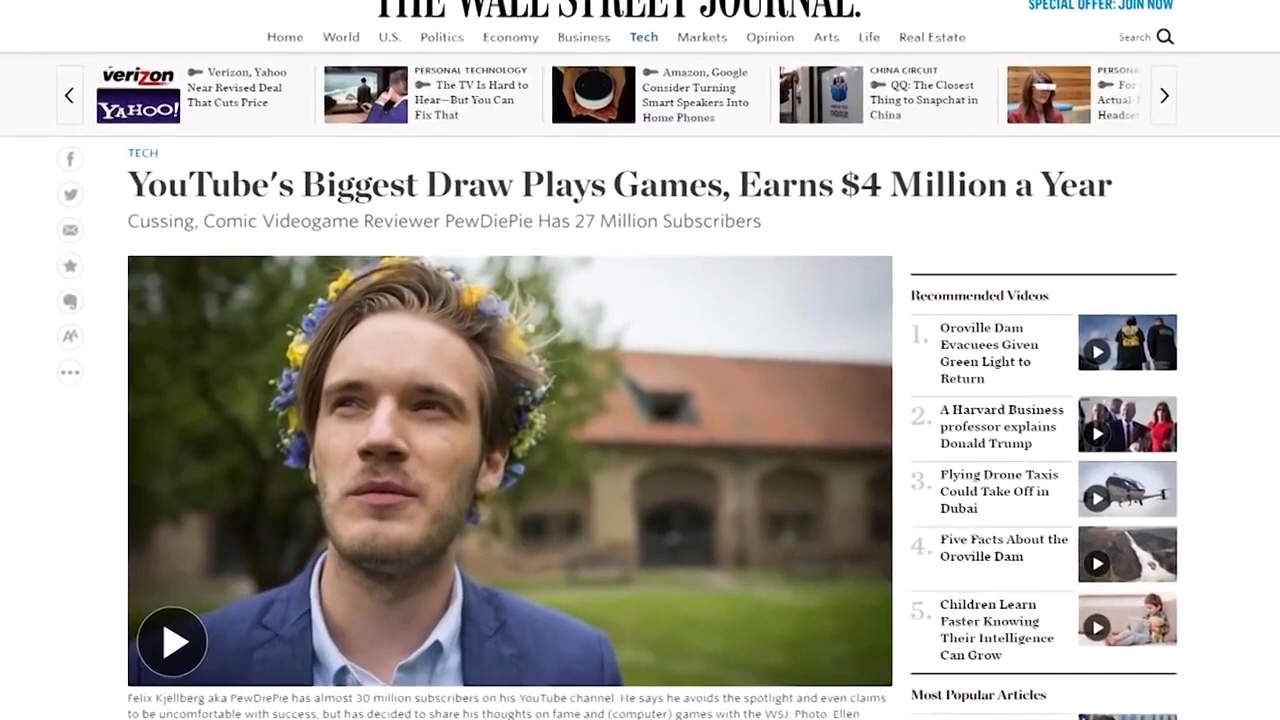 THE WALL STREET JOURNAL.
SPECIAL OFFER: JOIN NOW
Home World U.S. Politics Economy Business Tech Markets Opinion Arts Life Real Estate Search
verizon
YAHOO!
Verizon, Yahoo
Near Revised Deal
That Cuts Price
PERSONAL TECHNOLOGY
The TV Is Hard to
Hear—But You Can
Fix That
Amazon, Google
Consider Turning
Smart Speakers Into
Home Phones
CHINA CIRCUIT
QQ: The Closest
Thing to Snapchat in
China
PERSONA
For
Actual-
Headset
TECH
YouTube's Biggest Draw Plays Games, Earns $4 Million a Year
Cussing, Comic Videogame Reviewer PewDiePie Has 27 Million Subscribers
Felix Kjellberg aka PewDiePie has almost 30 million subscribers on his YouTube channel. He says he avoids the spotlight and even claims
to be uncomfortable with success, but has decided to share his thoughts on fame and (computer) games with the WSJ. Photo: Ellen
Recommended Videos
1. Oroville Dam
Evacuees Given
Green Light to
Return
2. A Harvard Business
professor explains
Donald Trump
3. Flying Drone Taxis
Could Take Off in
Dubai
4. Five Facts About the
Oroville Dam
5. Children Learn
Faster Knowing
Their Intelligence
Can Grow
Most Popular Articles